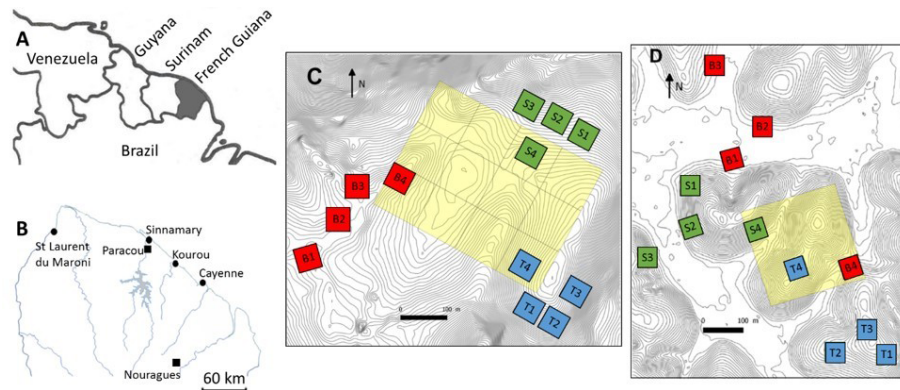 A
Venezuela
Guyana
Surinam
French Guiana
Brazil
B
St Laurent
du Maroni
Sinnamary
Paracou
Kourou
Cayenne
Nouragues
60 km
C
N
S3
S2
S1
S4
B4
B3
B2
B1
T4
T3
T1
T2
0 100 m
D
N
B3
B2
B1
S1
S2
S4
S3
T4
B4
T3
T2
T1
0 100 m